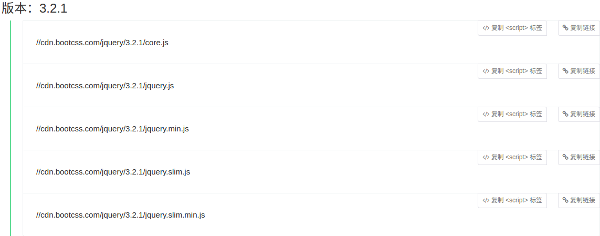 版本：3.2.1
</> 复制 <script> 标签 复制链接
//cdn.bootcss.com/jquery/3.2.1/core.js
</> 复制 <script> 标签 复制链接
//cdn.bootcss.com/jquery/3.2.1/jquery.js
</> 复制 <script> 标签 复制链接
//cdn.bootcss.com/jquery/3.2.1/jquery.min.js
</> 复制 <script> 标签 复制链接
//cdn.bootcss.com/jquery/3.2.1/jquery.slim.js
</> 复制 <script> 标签 复制链接
//cdn.bootcss.com/jquery/3.2.1/jquery.slim.min.js